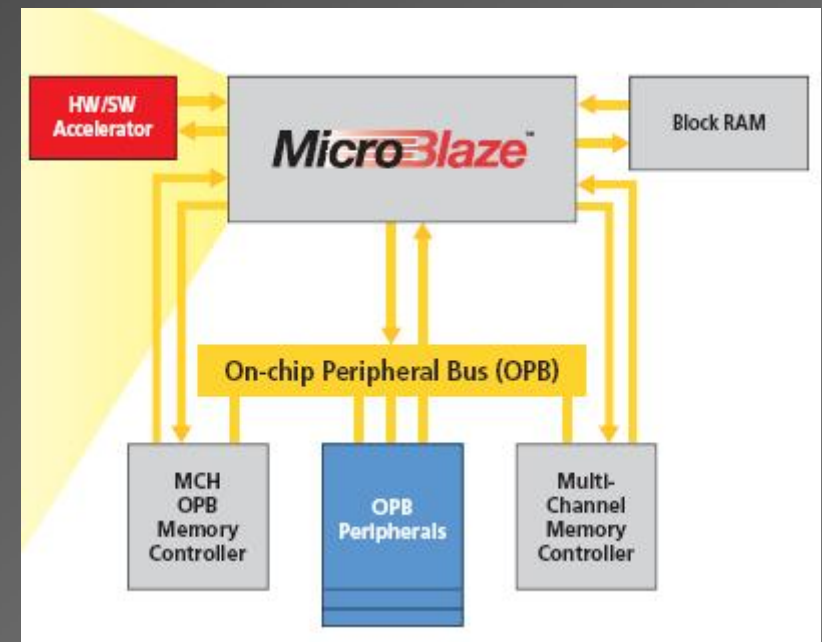 HW/SW
Accelerator
MicroBlaze™
Block RAM
On-chip Peripheral Bus (OPB)
MCH
OPB
Memory
Controller
OPB
Peripherals
Multi-
Channel
Memory
Controller